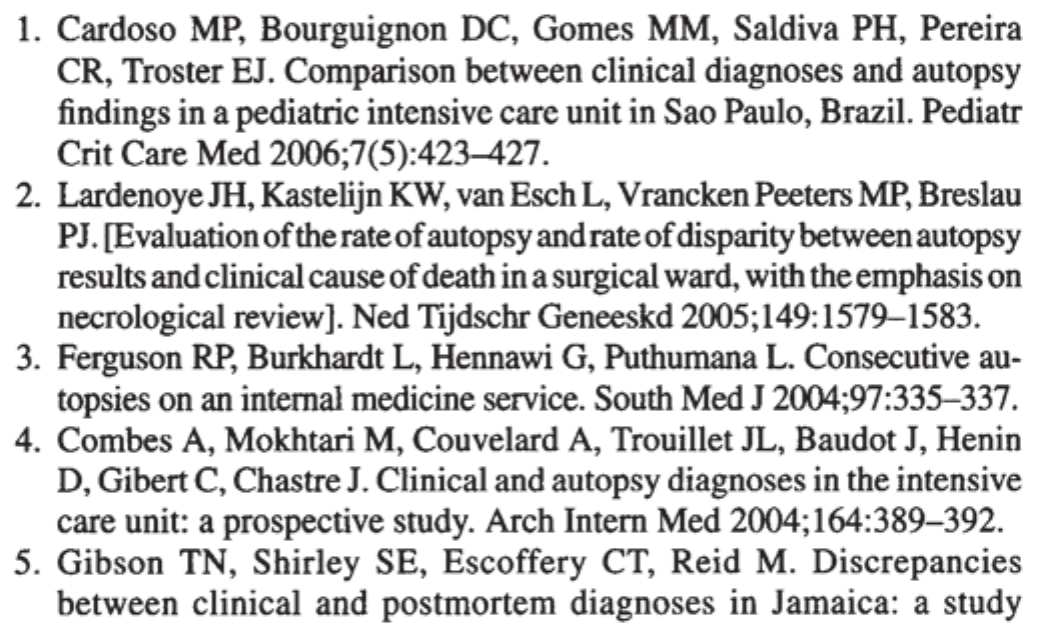 1. Cardoso MP, Bourguignon DC, Gomes MM, Saldiva PH, Pereira
CR, Troster EJ. Comparison between clinical diagnoses and autopsy
findings in a pediatric intensive care unit in Sao Paulo, Brazil. Pediatr
Crit Care Med 2006;7(5):423–427.
2. Lardenoye JH, Kastelijn KW, van Esch L, Vrancken Peeters MP, Breslau
PJ. [Evaluation of the rate of autopsy and rate of disparity between autopsy
results and clinical cause of death in a surgical ward, with the emphasis on
necrological review]. Ned Tijdschr Geneeskd 2005;149:1579–1583.
3. Ferguson RP, Burkhardt L, Hennawi G, Puthumana L. Consecutive au-
topsies on an internal medicine service. South Med J 2004;97:335–337.
4. Combes A, Mokhtari M, Couvelard A, Trouillet JL, Baudot J, Henin
D, Gibert C, Chastre J. Clinical and autopsy diagnoses in the intensive
care unit: a prospective study. Arch Intern Med 2004;164:389–392.
5. Gibson TN, Shirley SE, Escoffery CT, Reid M. Discrepancies
between clinical and postmortem diagnoses in Jamaica: a study